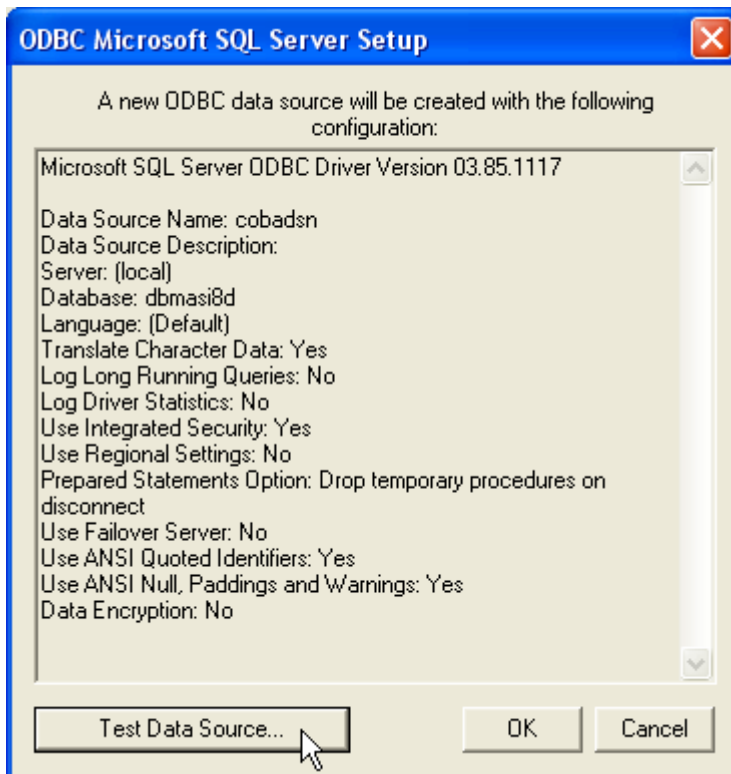 ODBC Microsoft SQL Server Setup
A new ODBC data source will be created with the following
configuration:
Microsoft SQL Server ODBC Driver Version 03.85.1117
Data Source Name: cobadsn
Data Source Description:
Server: (local)
Database: dbmasi8d
Language: (Default)
Translate Character Data: Yes
Log Long Running Queries: No
Log Driver Statistics: No
Use Integrated Security: Yes
Use Regional Settings: No
Prepared Statements Option: Drop temporary procedures on
disconnect
Use Failover Server: No
Use ANSI Quoted Identifiers: Yes
Use ANSI Null, Paddings and Warnings: Yes
Data Encryption: No
Test Data Source... OK Cancel